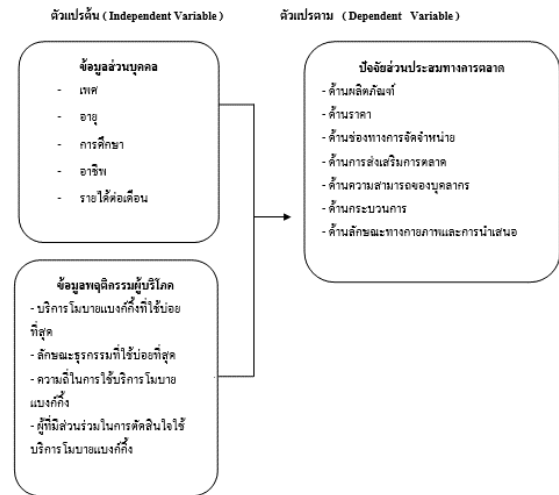 ตัวแปรต้น (Independent Variable)
ตัวแปรตาม (Dependent Variable)
ข้อมูลส่วนบุคคล
- เพศ
- อายุ
- การศึกษา
- อาชีพ
- รายได้ต่อเดือน
ข้อมูลพฤติกรรมผู้บริโภค
- บริการโมบายแบงก์กิ้งที่ใช้บ่อย
ที่สุด
- ลักษณะธุรกรรมที่ใช้บ่อยที่สุด
- ความถี่ในการใช้บริการโมบาย
แบงก์กิ้ง
- ผู้ที่มีส่วนร่วมในการตัดสินใจใช้
บริการโมบายแบงก์กิ้ง
ปัจจัยส่วนประสมทางการตลาด
- ด้านผลิตภัณฑ์
- ด้านราคา
- ด้านช่องทางการจัดจำหน่าย
- ด้านการส่งเสริมการตลาด
- ด้านความสามารถของบุคลากร
- ด้านกระบวนการ
- ด้านลักษณะทางกายภาพและการนำเสนอ